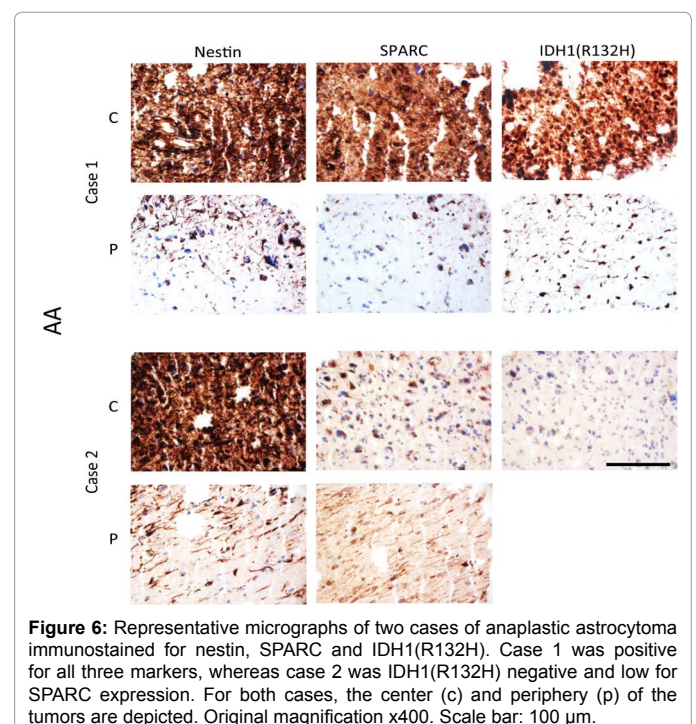 Nestin SPARC IDH1(R132H)
C
Case 1
P
AA
C
Case 2
P
Figure 6: Representative micrographs of two cases of anaplastic astrocytoma
immunostained for nestin, SPARC and IDH1(R132H). Case 1 was positive
for all three markers, whereas case 2 was IDH1(R132H) negative and low for
SPARC expression. For both cases, the center (c) and periphery (p) of the
tumors are depicted. Original magnification x400. Scale bar: 100 µm.